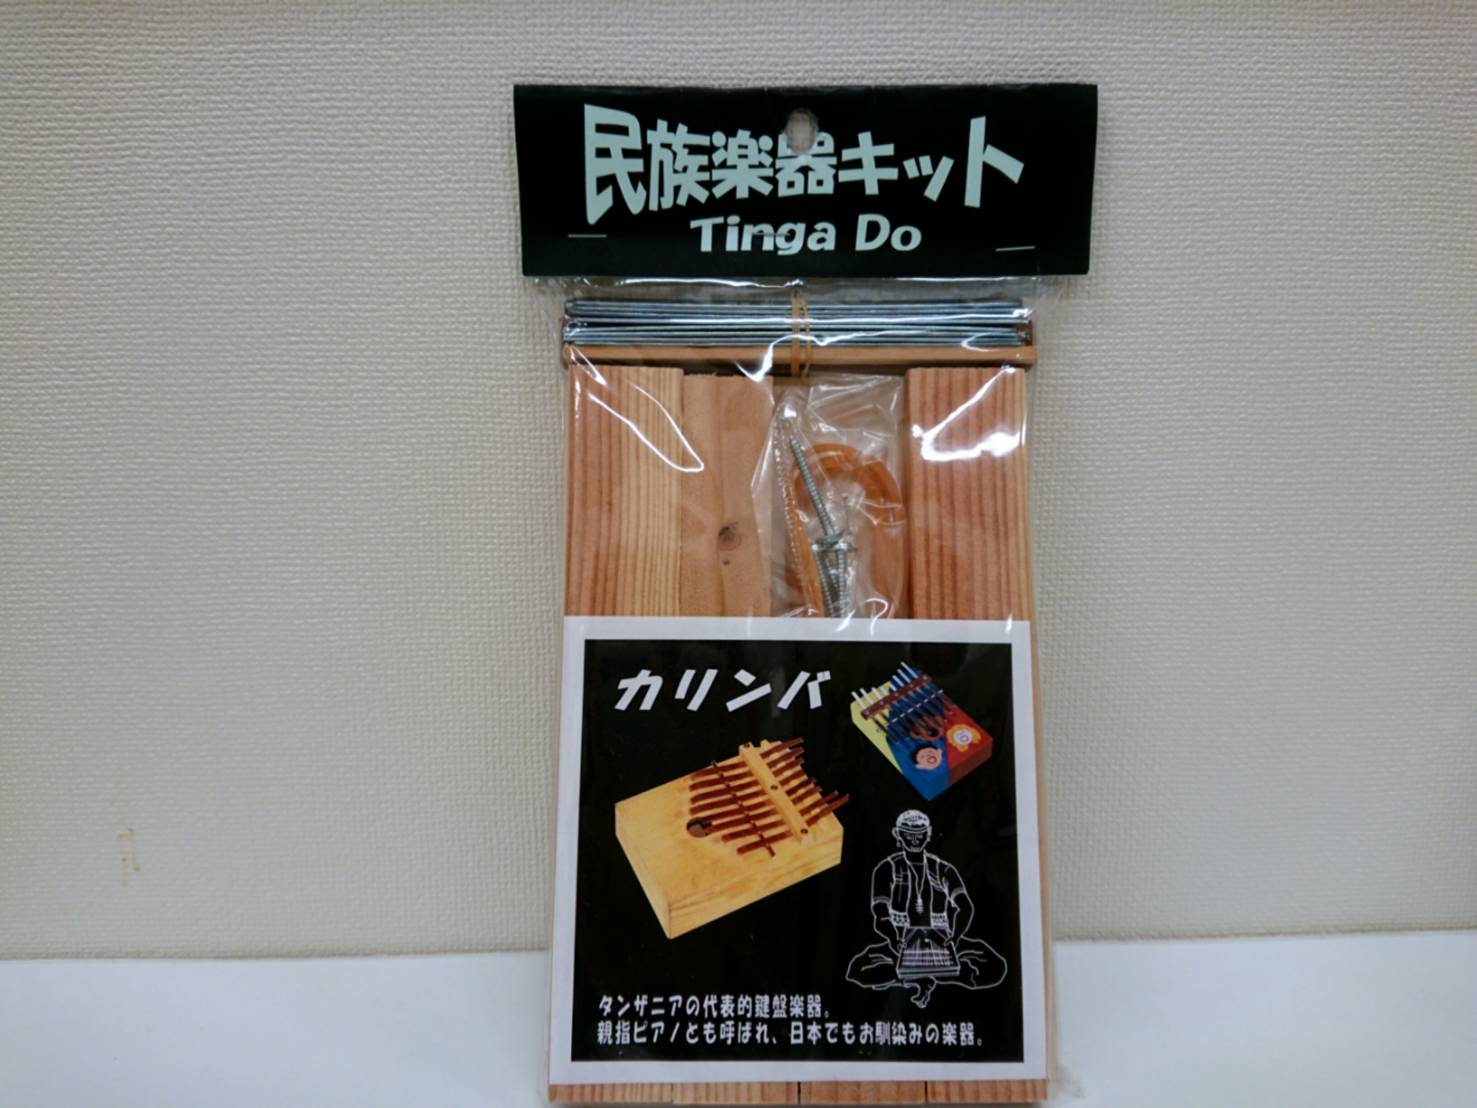 民族楽器キット
Tinga Do
カリンバ
タンザニアの代表的鍵盤楽器。
親指ピアノとも呼ばれ、日本でもお馴染みの楽器。